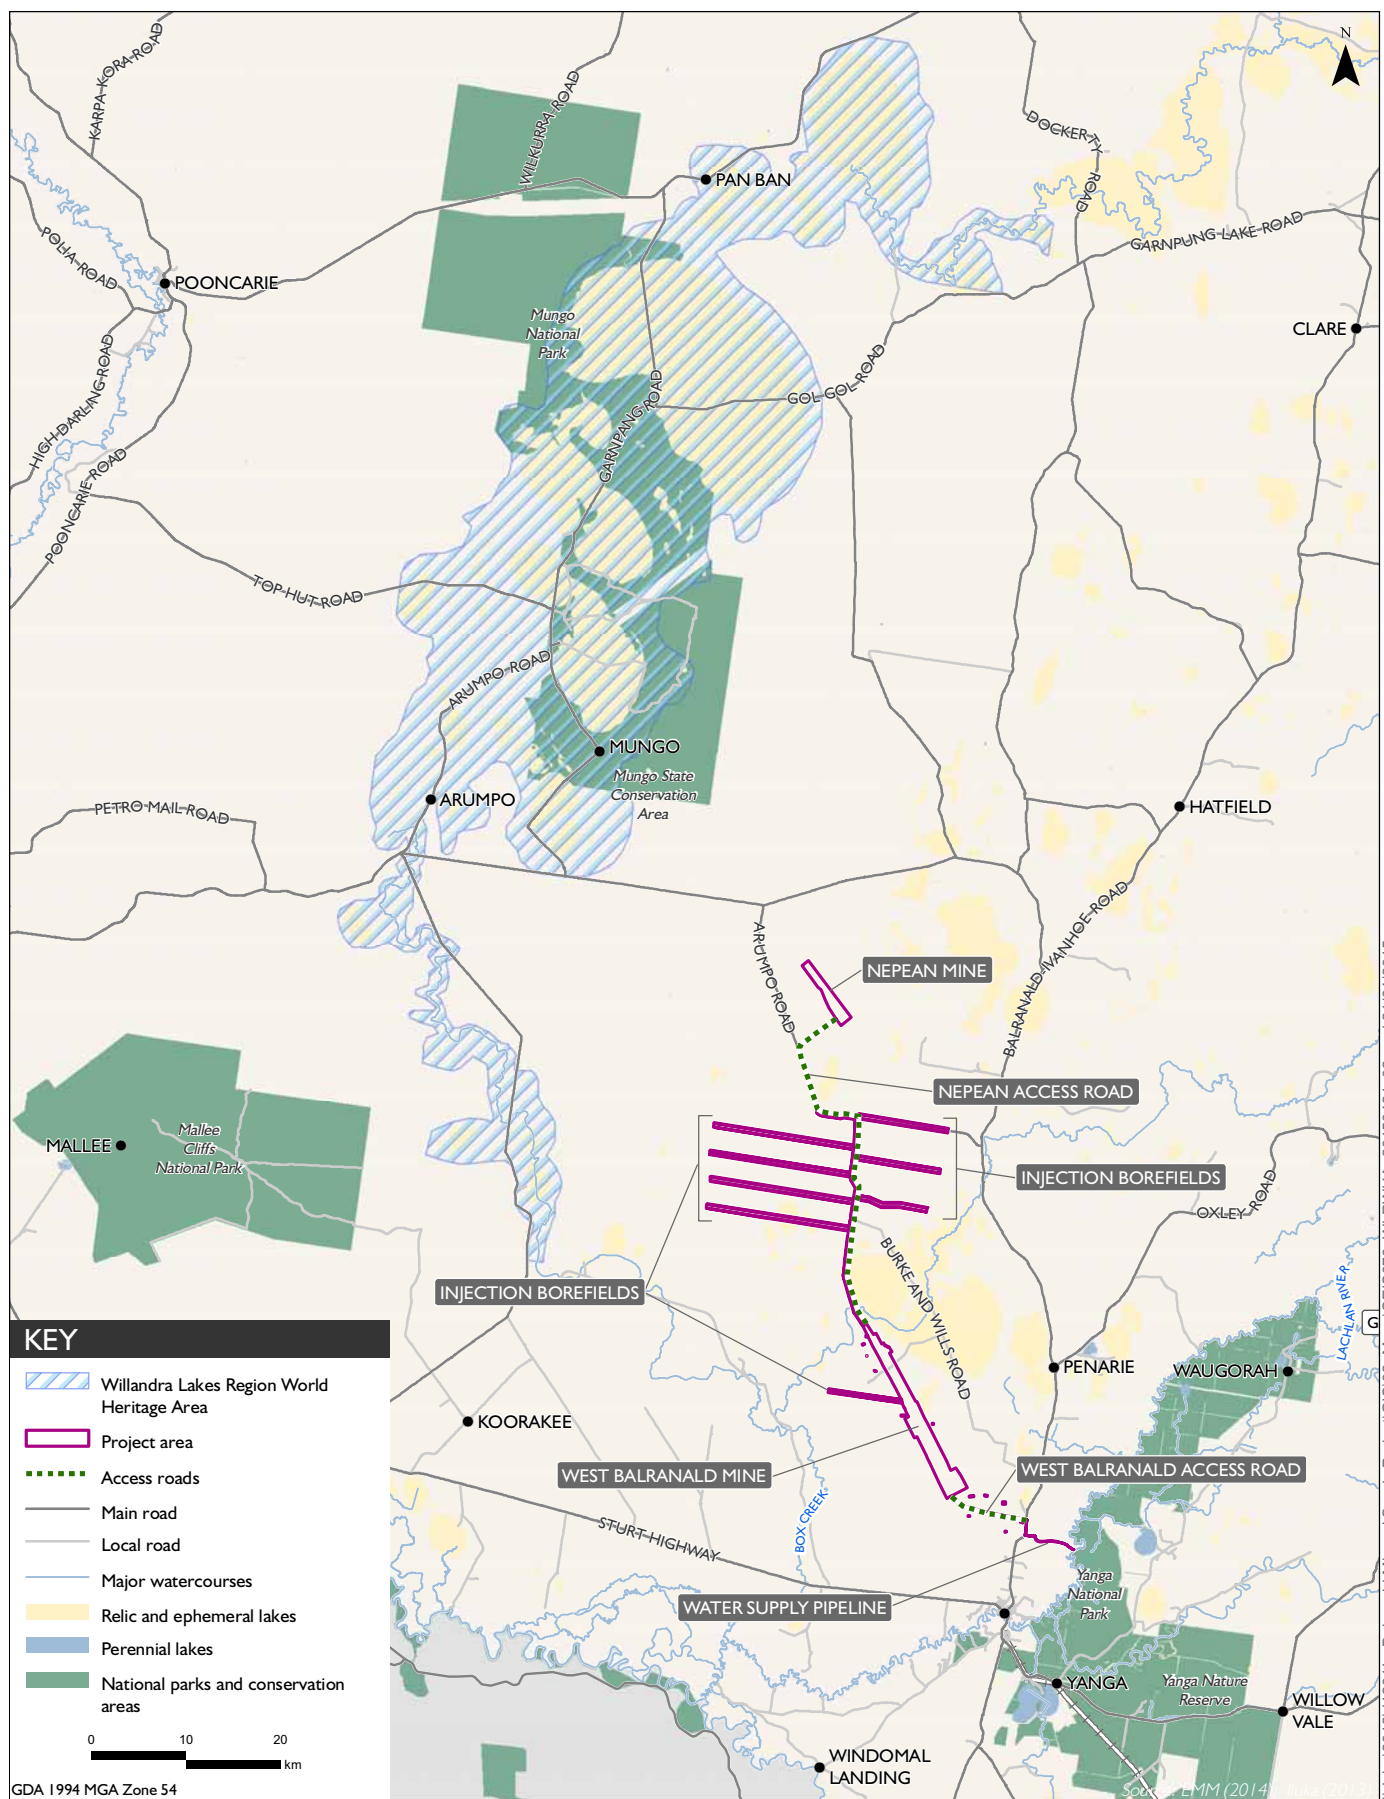 N
KARPA KORA ROAD
WILKURRA ROAD
DOCKERTY ROAD
PAN BAN
GARNPUNG LAKE ROAD
POLIA ROAD
POONCARIE
Mungo
National
Park
CLARE
HIGH DARLING ROAD
GOL GOL ROAD
GARNPANG ROAD
POONCARIE ROAD
TOP HUT ROAD
ARUMPO ROAD
MUNGO
Mungo State
Conservation
Area
ARUMPO
PETRO MAIL ROAD
HATFIELD
BALRANALD-IVANHOE ROAD
ARUMPO ROAD
NEPEAN MINE
NEPEAN ACCESS ROAD
MALLEE
Mallee
Cliffs
National Park
INJECTION BOREFIELDS
OXLEY ROAD
BURKE AND WILLS ROAD
INJECTION BOREFIELDS
LACHLAN RIVER
G
PENARIE
WAUGORAH
KOORAKEE
WEST BALRANALD MINE
WEST BALRANALD ACCESS ROAD
BOX CREEK
STURT HIGHWAY
WATER SUPPLY PIPELINE
Yanga
National
Park
YANGA
Yanga Nature
Reserve
WILLOW
VALE
WINDOMAL
LANDING
KEY
Willandra Lakes Region World
Heritage Area
Project area
Access roads
Main road
Local road
Major watercourses
Relic and ephemeral lakes
Perennial lakes
National parks and conservation
areas
0 10 20
km
GDA 1994 MGA Zone 54
Source: EMM (2014); Iluka (2013)